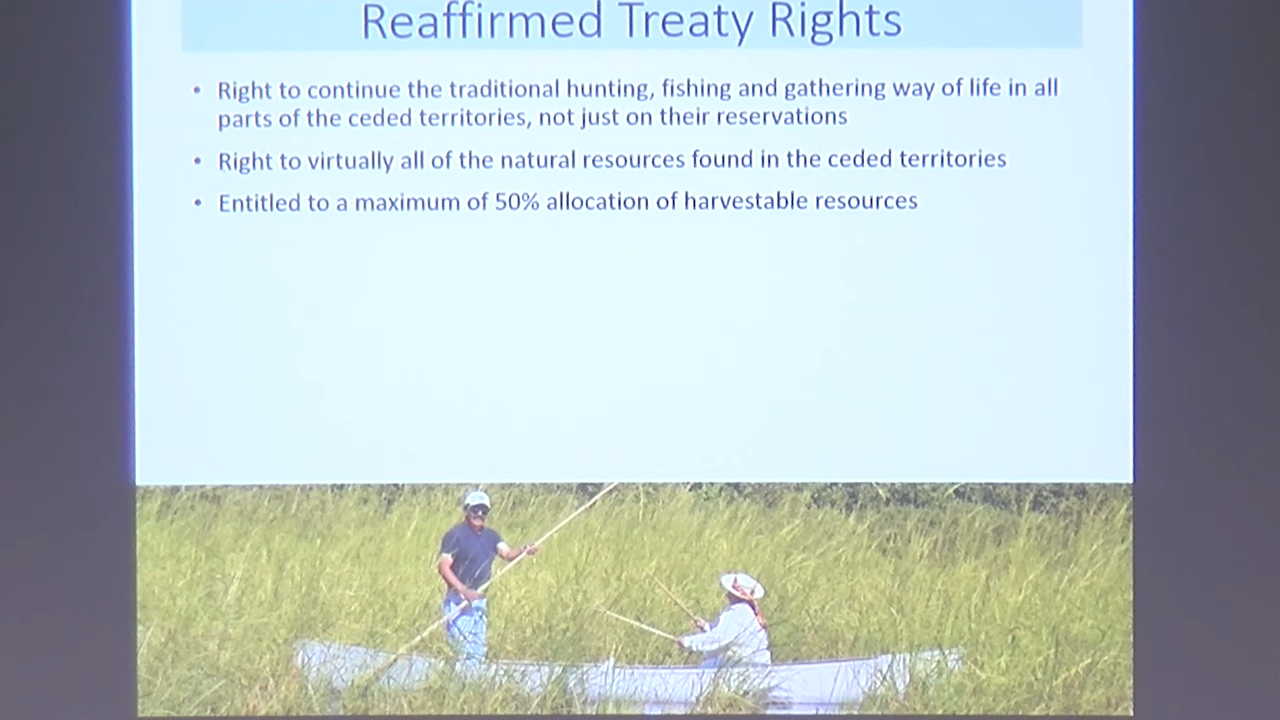 Reaffirmed Treaty Rights
• Right to continue the traditional hunting, fishing and gathering way of life in all
parts of the ceded territories, not just on their reservations
• Right to virtually all of the natural resources found in the ceded territories
• Entitled to a maximum of 50% allocation of harvestable resources